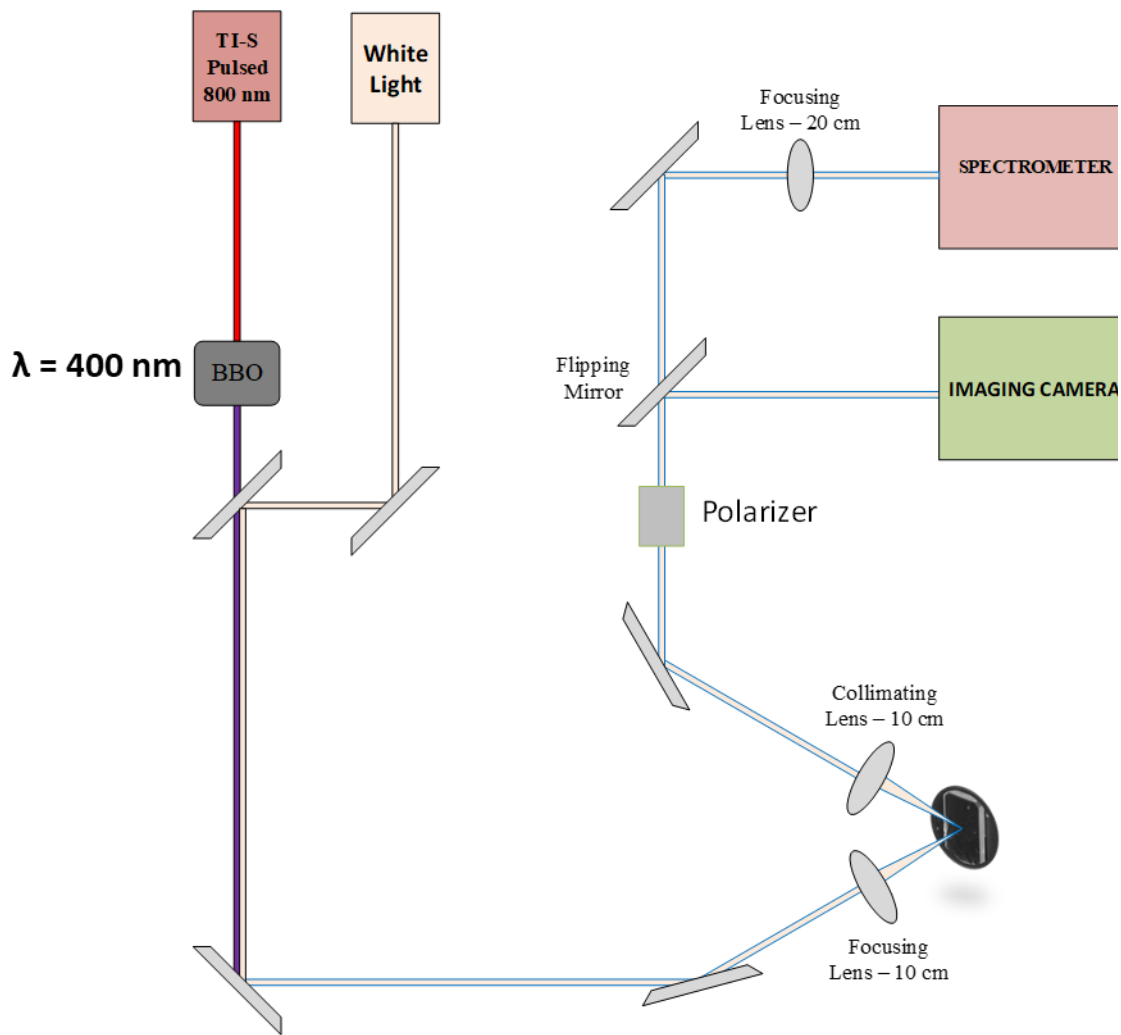 TI-S
Pulsed
800 nm
White
Light
Focusing
Lens – 20 cm
SPECTROMETER
λ = 400 nm
BBO
Flipping
Mirror
IMAGING CAMERA
Polarizer
Collimating
Lens – 10 cm
Focusing
Lens – 10 cm